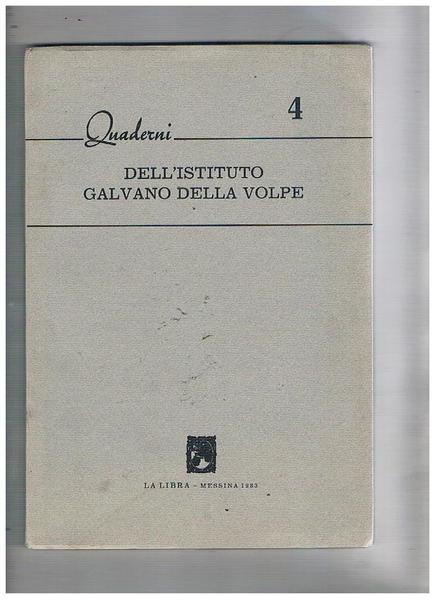 4
Quaderni
DELL'ISTITUTO
GALVANO DELLA VOLPE
LA LIBRA - MESSINA 1983